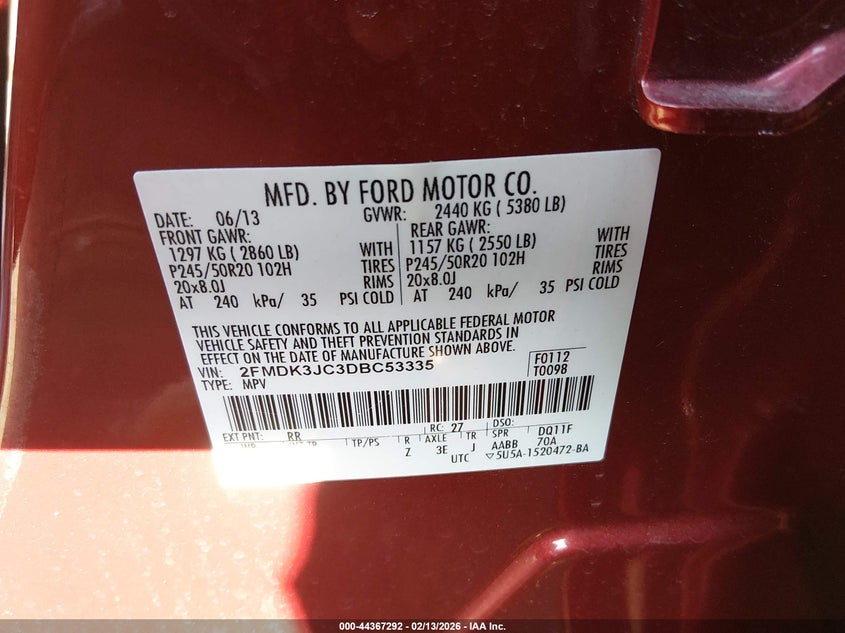 MFD. BY FORD MOTOR CO.
DATE: 06/13 GVWR: 2440 KG ( 5380 LB)
FRONT GAWR: REAR GAWR:
1297 KG ( 2860 LB) WITH 1157 KG ( 2550 LB) WITH
P245/50R20 102H TIRES P245/50R20 102H TIRES
20x8.0J RIMS 20x8.0J RIMS
AT 240 kPa/ 35 PSI COLD AT 240 kPa/ 35 PSI COLD
THIS VEHICLE CONFORMS TO ALL APPLICABLE FEDERAL MOTOR
VEHICLE SAFETY AND THEFT PREVENTION STANDARDS IN
EFFECT ON THE DATE OF MANUFACTURE SHOWN ABOVE.
VIN: 2FMDK3JC3DBC53335 F0112
TYPE: MPV T0098
EXT PNT: RR RC: 27 DSO:
TP/PS R AXLE TR SPR DQ11F
Z 3E J AABB 70A
UTC ▽5U5A-1520472-BA
000-44367292 - 02/13/2026 - IAA Inc.